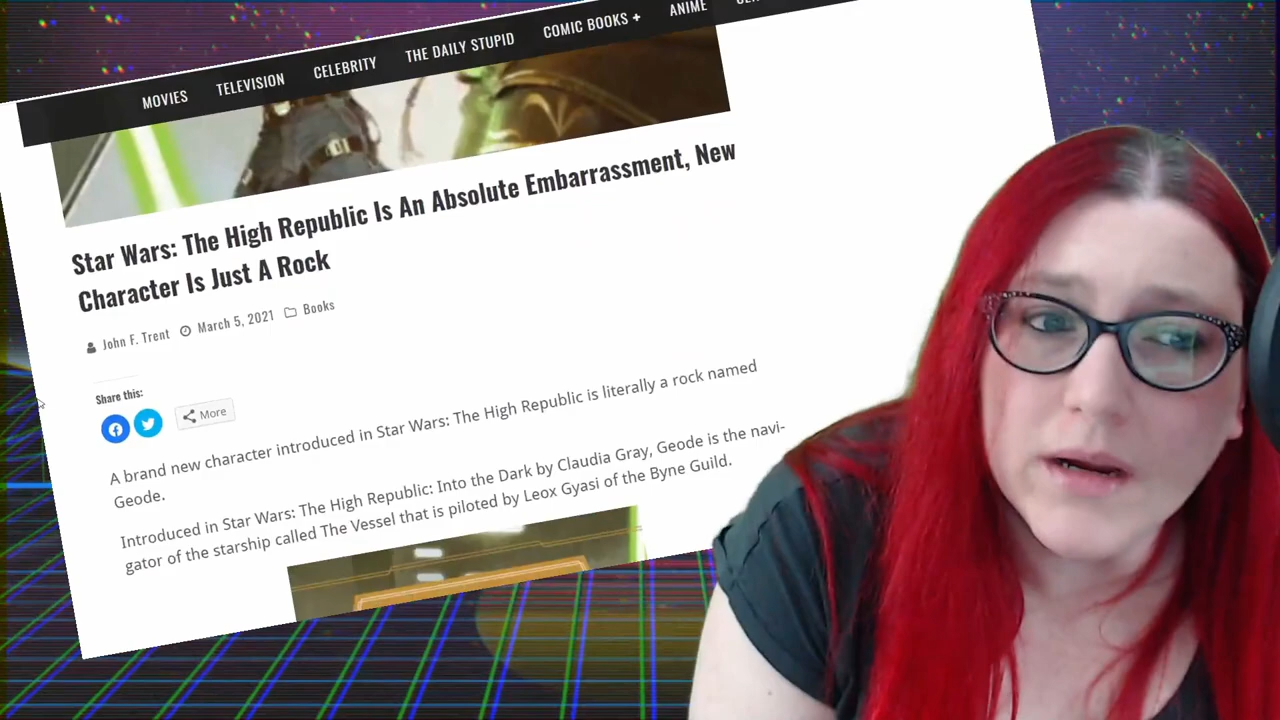 MOVIES TELEVISION CELEBRITY THE DAILY STUPID COMIC BOOKS + ANIME
Star Wars: The High Republic Is An Absolute Embarrassment, New
Character Is Just A Rock
John F. Trent March 5, 2021 Books
Share this:
More
A brand new character introduced in Star Wars: The High Republic is literally a rock named
Geode.
Introduced in Star Wars: The High Republic: Into the Dark by Claudia Gray, Geode is the navi-
gator of the starship called The Vessel that is piloted by Leox Gyasi of the Byne Guild.